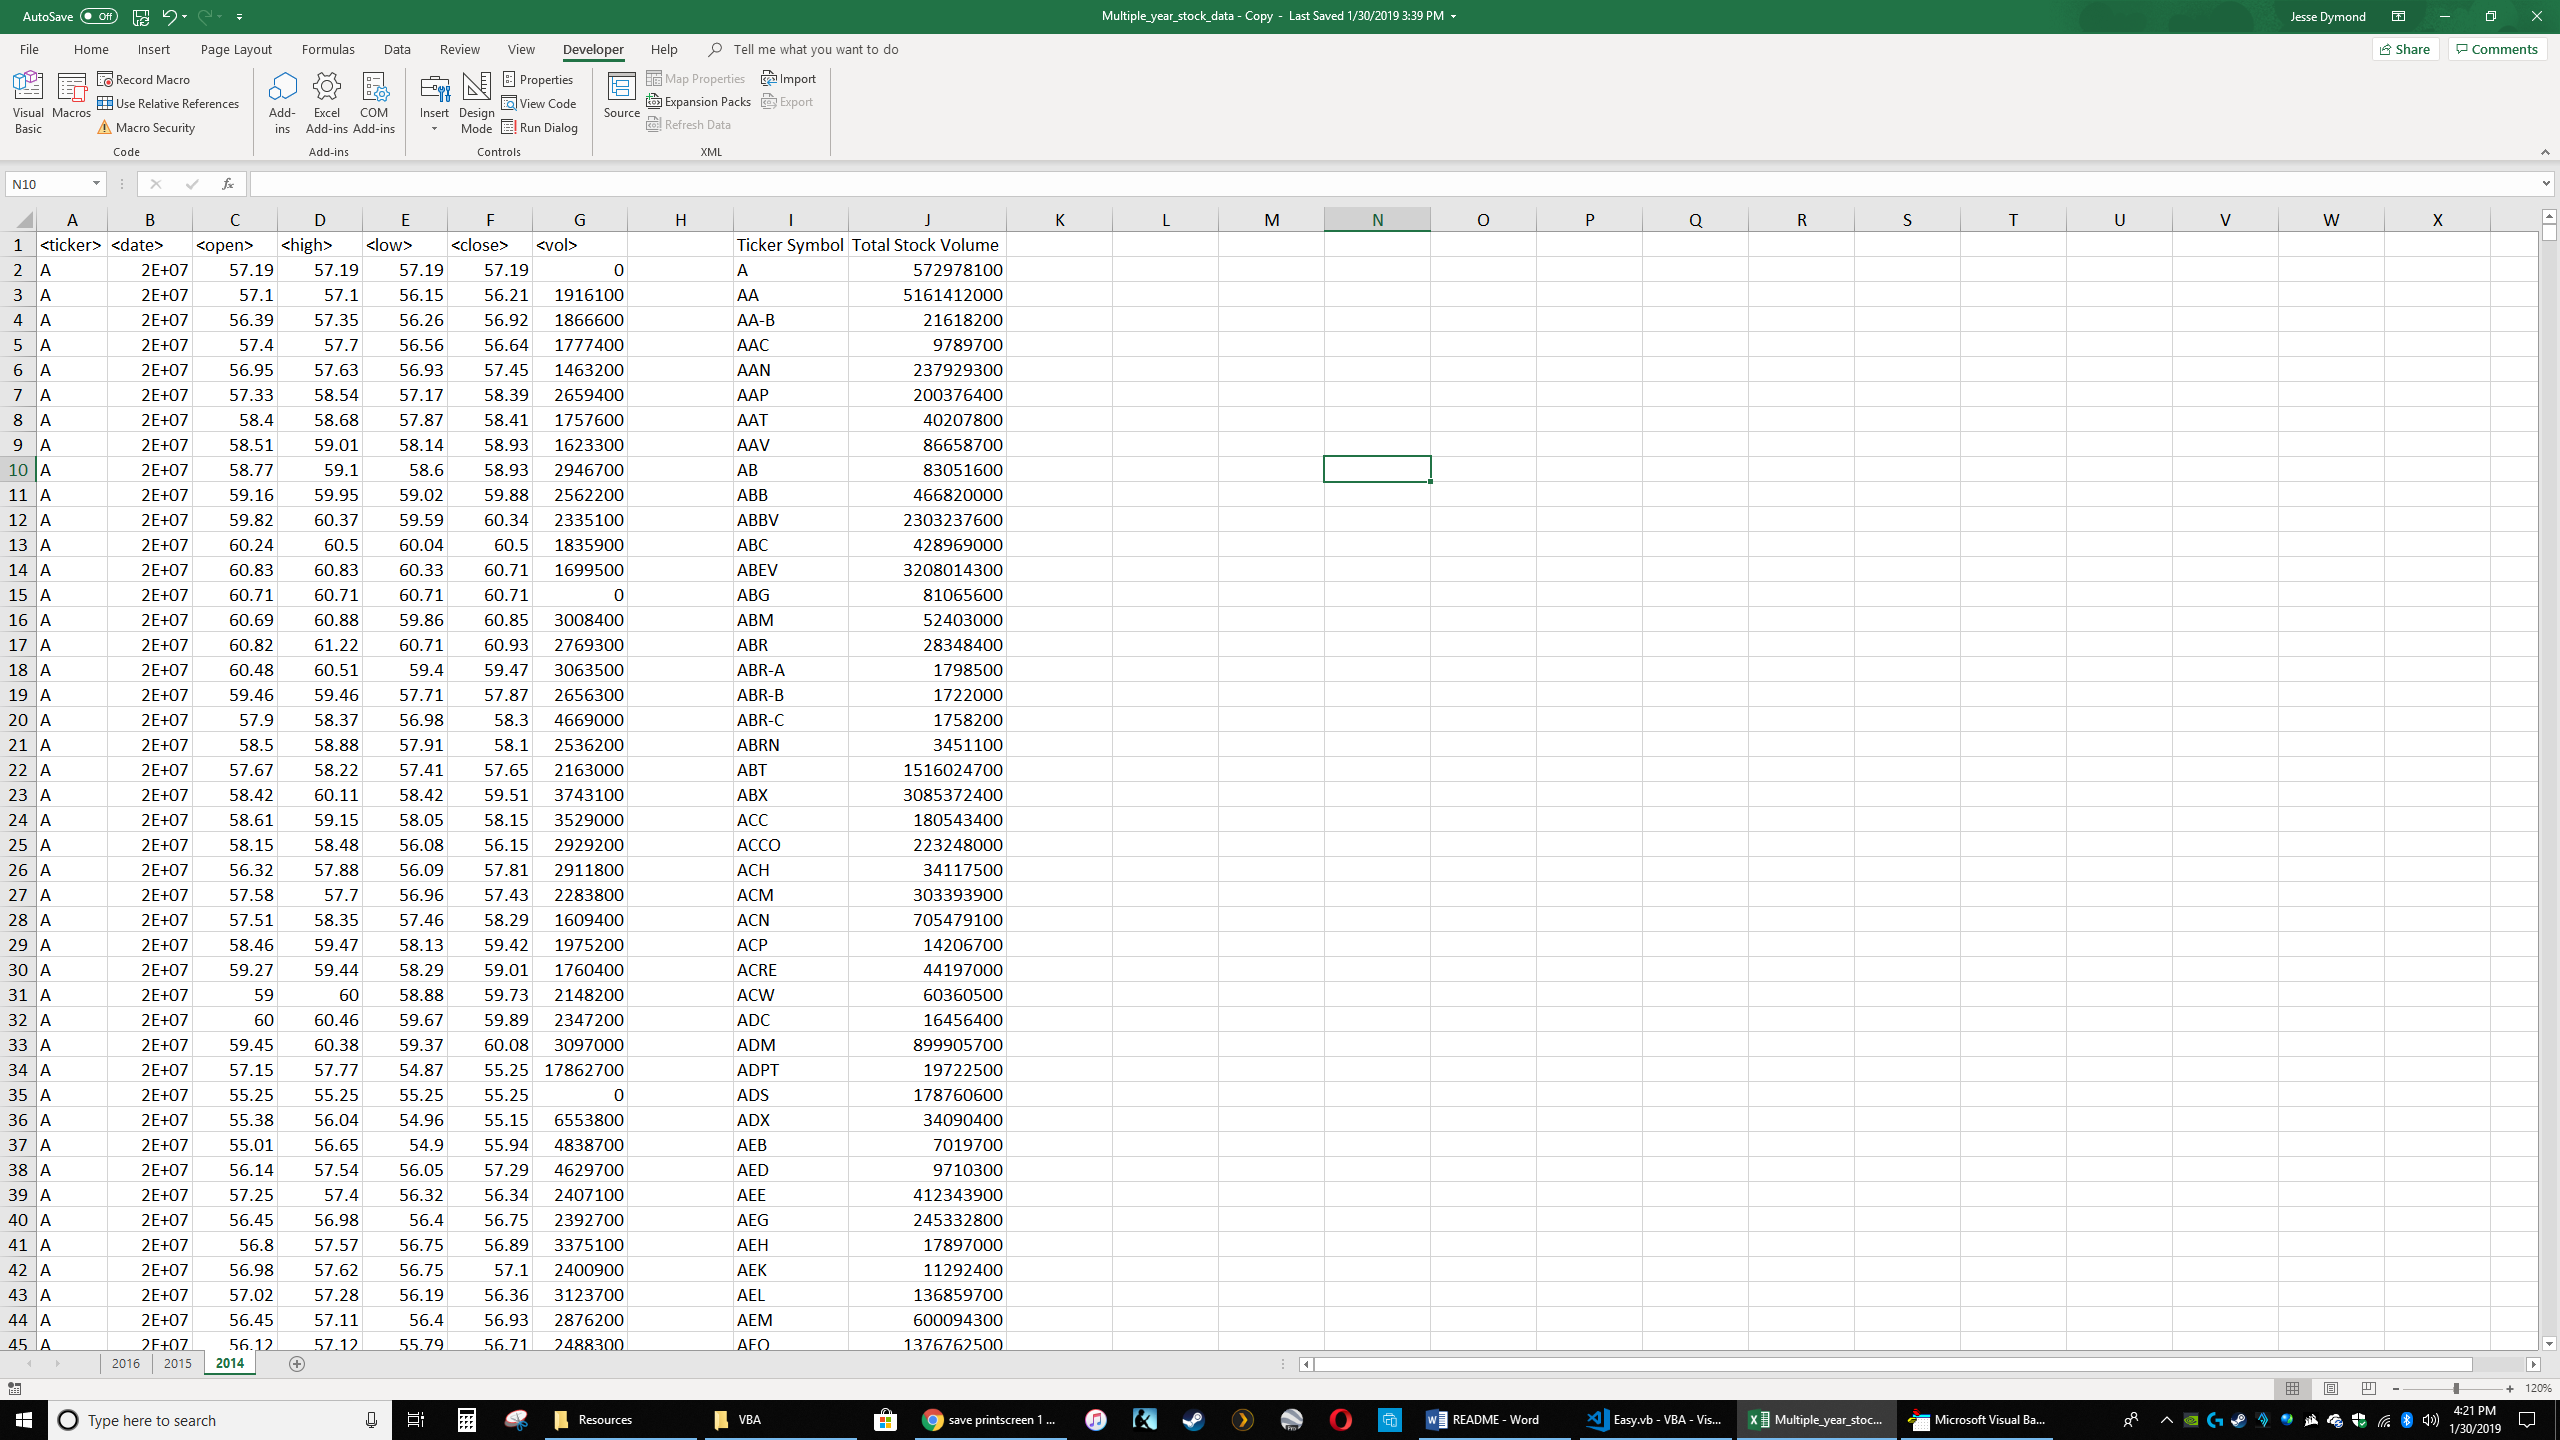 AutoSave Off Multiple_year_stock_data - Copy - Last Saved 1/30/2019 3:39 PM Jesse Dymond
File Home Insert Page Layout Formulas Data Review View Developer Help Tell me what you want to do Share Comments
Visual Basic Macros Record Macro Use Relative References Macro Security
Add-ins Excel Add-ins COM Add-ins
Insert Design Mode Properties View Code Run Dialog
Source Map Properties Expansion Packs Refresh Data Import Export
Code Add-ins Controls XML
N10 fx
A B C D E F G H I J K L M N O P Q R S T U V W X
1 <ticker> <date> <open> <high> <low> <close> <vol> Ticker Symbol Total Stock Volume
2 A 2E+07 57.19 57.19 57.19 57.19 0 A 572978100
3 A 2E+07 57.1 57.1 56.15 56.21 1916100 AA 5161412000
4 A 2E+07 56.39 57.35 56.26 56.92 1866600 AA-B 21618200
5 A 2E+07 57.4 57.7 56.56 56.64 1777400 AAC 9789700
6 A 2E+07 56.95 57.63 56.93 57.45 1463200 AAN 237929300
7 A 2E+07 57.33 58.54 57.17 58.39 2659400 AAP 200376400
8 A 2E+07 58.4 58.68 57.87 58.41 1757600 AAT 40207800
9 A 2E+07 58.51 59.01 58.14 58.93 1623300 AAV 86658700
10 A 2E+07 58.77 59.1 58.6 58.93 2946700 AB 83051600
11 A 2E+07 59.16 59.95 59.02 59.88 2562200 ABB 466820000
12 A 2E+07 59.82 60.37 59.59 60.34 2335100 ABBV 2303237600
13 A 2E+07 60.24 60.5 60.04 60.5 1835900 ABC 428969000
14 A 2E+07 60.83 60.83 60.33 60.71 1699500 ABEV 3208014300
15 A 2E+07 60.71 60.71 60.71 60.71 0 ABG 81065600
16 A 2E+07 60.69 60.88 59.86 60.85 3008400 ABM 52403000
17 A 2E+07 60.82 61.22 60.71 60.93 2769300 ABR 28348400
18 A 2E+07 60.48 60.51 59.4 59.47 3063500 ABR-A 1798500
19 A 2E+07 59.46 59.46 57.71 57.87 2656300 ABR-B 1722000
20 A 2E+07 57.9 58.37 56.98 58.3 4669000 ABR-C 1758200
21 A 2E+07 58.5 58.88 57.91 58.1 2536200 ABRN 3451100
22 A 2E+07 57.67 58.22 57.41 57.65 2163000 ABT 1516024700
23 A 2E+07 58.42 60.11 58.42 59.51 3743100 ABX 3085372400
24 A 2E+07 58.61 59.15 58.05 58.15 3529000 ACC 180543400
25 A 2E+07 58.15 58.48 56.08 56.15 2929200 ACCO 223248000
26 A 2E+07 56.32 57.88 56.09 57.81 2911800 ACH 34117500
27 A 2E+07 57.58 57.7 56.96 57.43 2283800 ACM 303393900
28 A 2E+07 57.51 58.35 57.46 58.29 1609400 ACN 705479100
29 A 2E+07 58.46 59.47 58.13 59.42 1975200 ACP 14206700
30 A 2E+07 59.27 59.44 58.29 59.01 1760400 ACRE 44197000
31 A 2E+07 59 60 58.88 59.73 2148200 ACW 60360500
32 A 2E+07 60 60.46 59.67 59.89 2347200 ADC 16456400
33 A 2E+07 59.45 60.38 59.37 60.08 3097000 ADM 899905700
34 A 2E+07 57.15 57.77 54.87 55.25 17862700 ADPT 19722500
35 A 2E+07 55.25 55.25 55.25 55.25 0 ADS 178760600
36 A 2E+07 55.38 56.04 54.96 55.15 6553800 ADX 34090400
37 A 2E+07 55.01 56.65 54.9 55.94 4838700 AEB 7019700
38 A 2E+07 56.14 57.54 56.05 57.29 4629700 AED 9710300
39 A 2E+07 57.25 57.4 56.32 56.34 2407100 AEE 412343900
40 A 2E+07 56.45 56.98 56.4 56.75 2392700 AEG 245332800
41 A 2E+07 56.8 57.57 56.75 56.89 3375100 AEH 17897000
42 A 2E+07 56.98 57.62 56.75 57.1 2400900 AEK 11292400
43 A 2E+07 57.02 57.28 56.19 56.36 3123700 AEL 136859700
44 A 2E+07 56.45 57.11 56.4 56.93 2876200 AEM 600094300
45 A 2E+07 56.12 57.12 55.79 56.71 2488300 AEO 1376762500
2016 2015 2014
120%
Type here to search Resources VBA save printscreen 1 ... README - Word Easy.vb - VBA - Vis... Multiple_year_stoc... Microsoft Visual Ba... 4:21 PM
1/30/2019